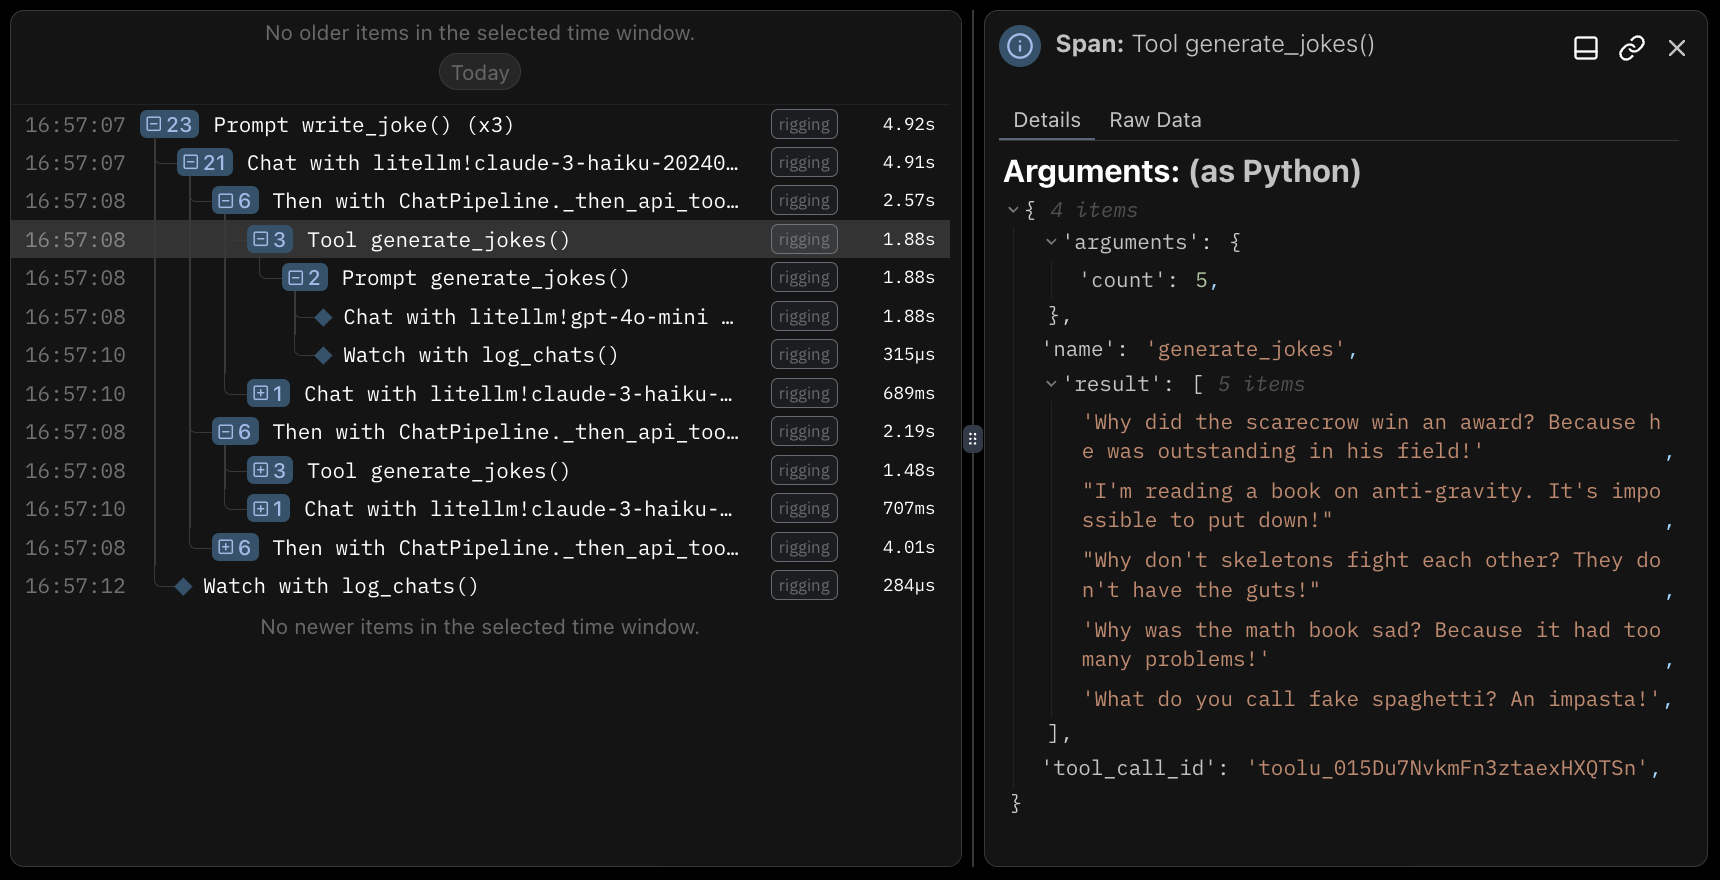 No older items in the selected time window.
Today
16:57:07 23 Prompt write_joke() (x3) rigging 4.92s
16:57:07 21 Chat with litellm!claude-3-haiku-20240… rigging 4.91s
16:57:08 6 Then with ChatPipeline._then_api_too… rigging 2.57s
16:57:08 3 Tool generate_jokes() rigging 1.88s
16:57:08 2 Prompt generate_jokes() rigging 1.88s
16:57:08 Chat with litellm!gpt-4o-mini … rigging 1.88s
16:57:10 Watch with log_chats() rigging 315µs
16:57:10 1 Chat with litellm!claude-3-haiku-… rigging 689ms
16:57:08 6 Then with ChatPipeline._then_api_too… rigging 2.19s
16:57:08 3 Tool generate_jokes() rigging 1.48s
16:57:10 1 Chat with litellm!claude-3-haiku-… rigging 707ms
16:57:08 6 Then with ChatPipeline._then_api_too… rigging 4.01s
16:57:12 Watch with log_chats() rigging 284µs
No newer items in the selected time window.
Span: Tool generate_jokes()
Details Raw Data
Arguments: (as Python)
{ 4 items
'arguments': {
'count': 5,
},
'name': 'generate_jokes',
'result': [ 5 items
'Why did the scarecrow win an award? Because h
e was outstanding in his field!' ,
"I'm reading a book on anti-gravity. It's impo
ssible to put down!" ,
"Why don't skeletons fight each other? They do
n't have the guts!" ,
'Why was the math book sad? Because it had too
many problems!' ,
'What do you call fake spaghetti? An impasta!',
],
'tool_call_id': 'toolu_015Du7NvkmFn3ztaexHXQTSn',
}